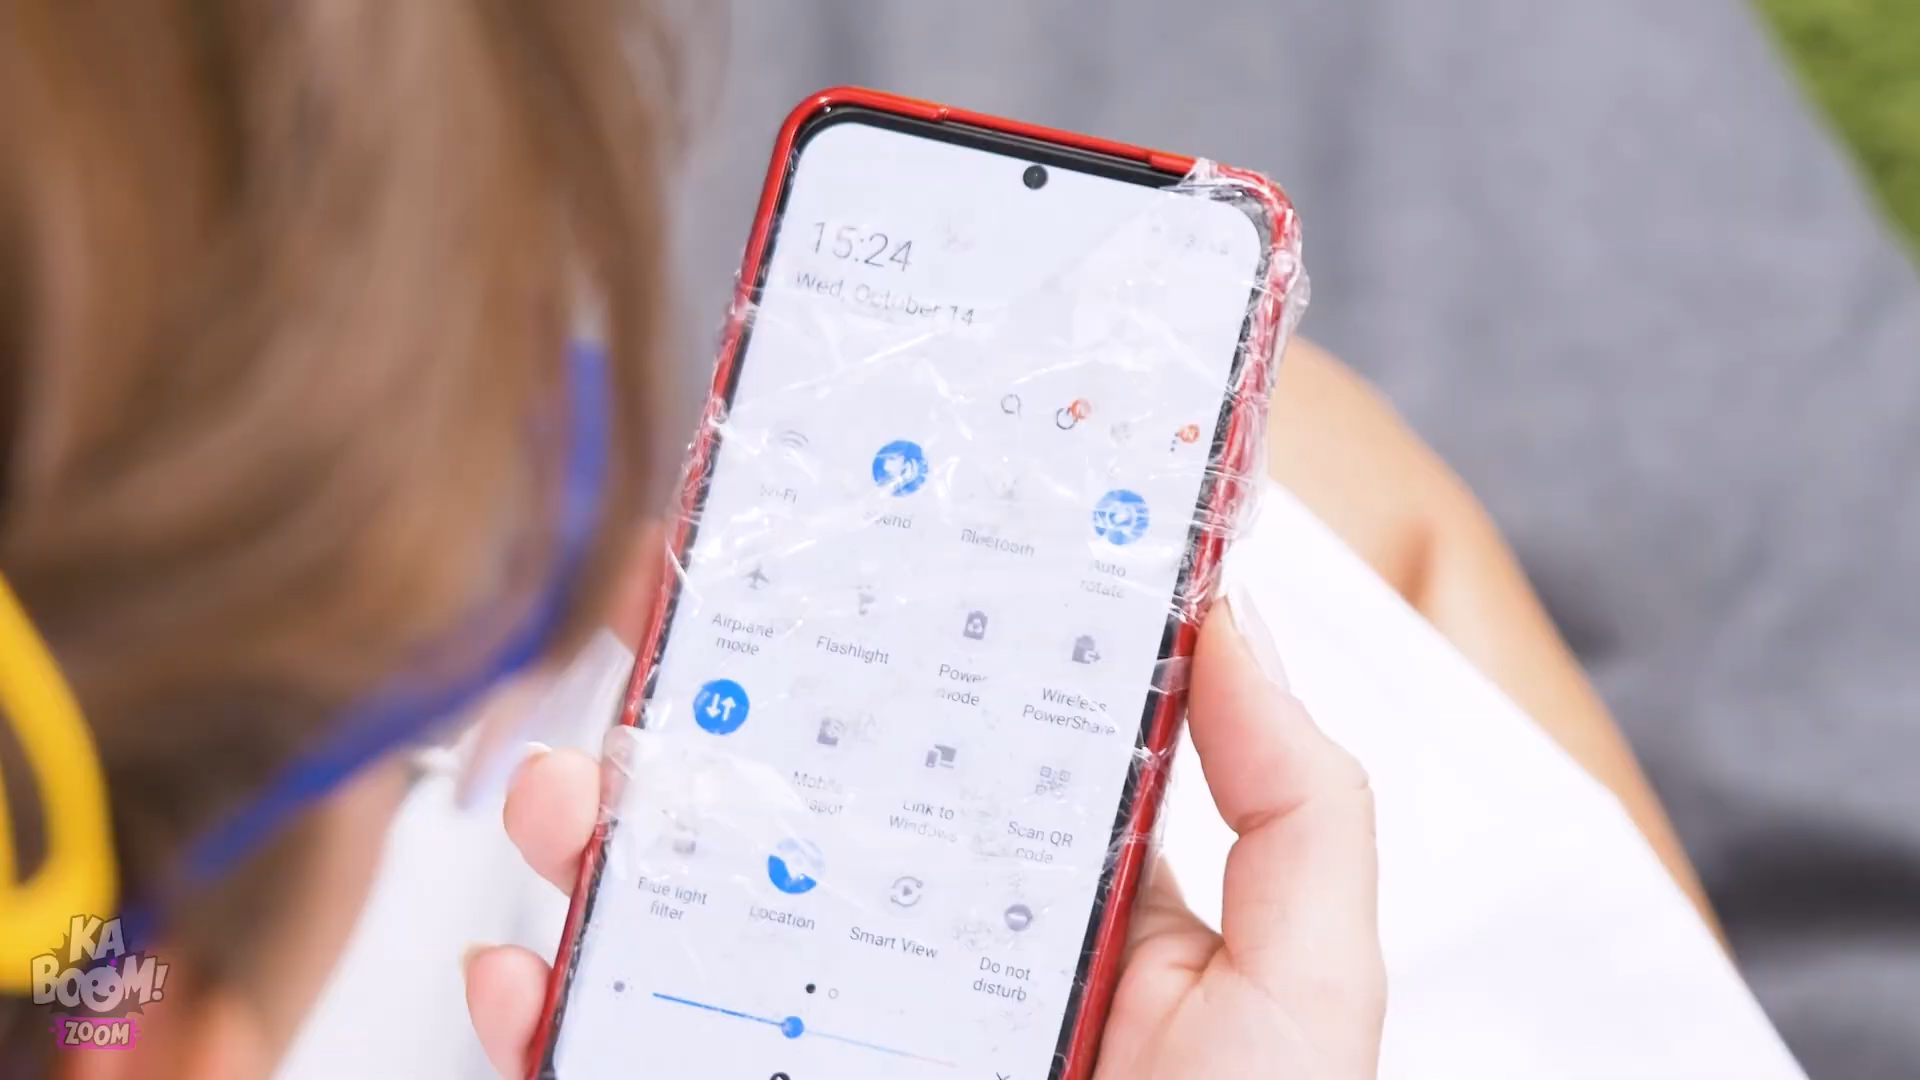 15:24
Wed, October 14
Wi-Fi
Sound
Bluetooth
Auto
rotate
Airplane
mode
Flashlight
Power
mode
Wireless
PowerShare
Mobile
Link to
Windows
Scan QR
code
Blue light
filter
Location
Smart View
Do not
disturb
KA
BOOM!
ZOOM